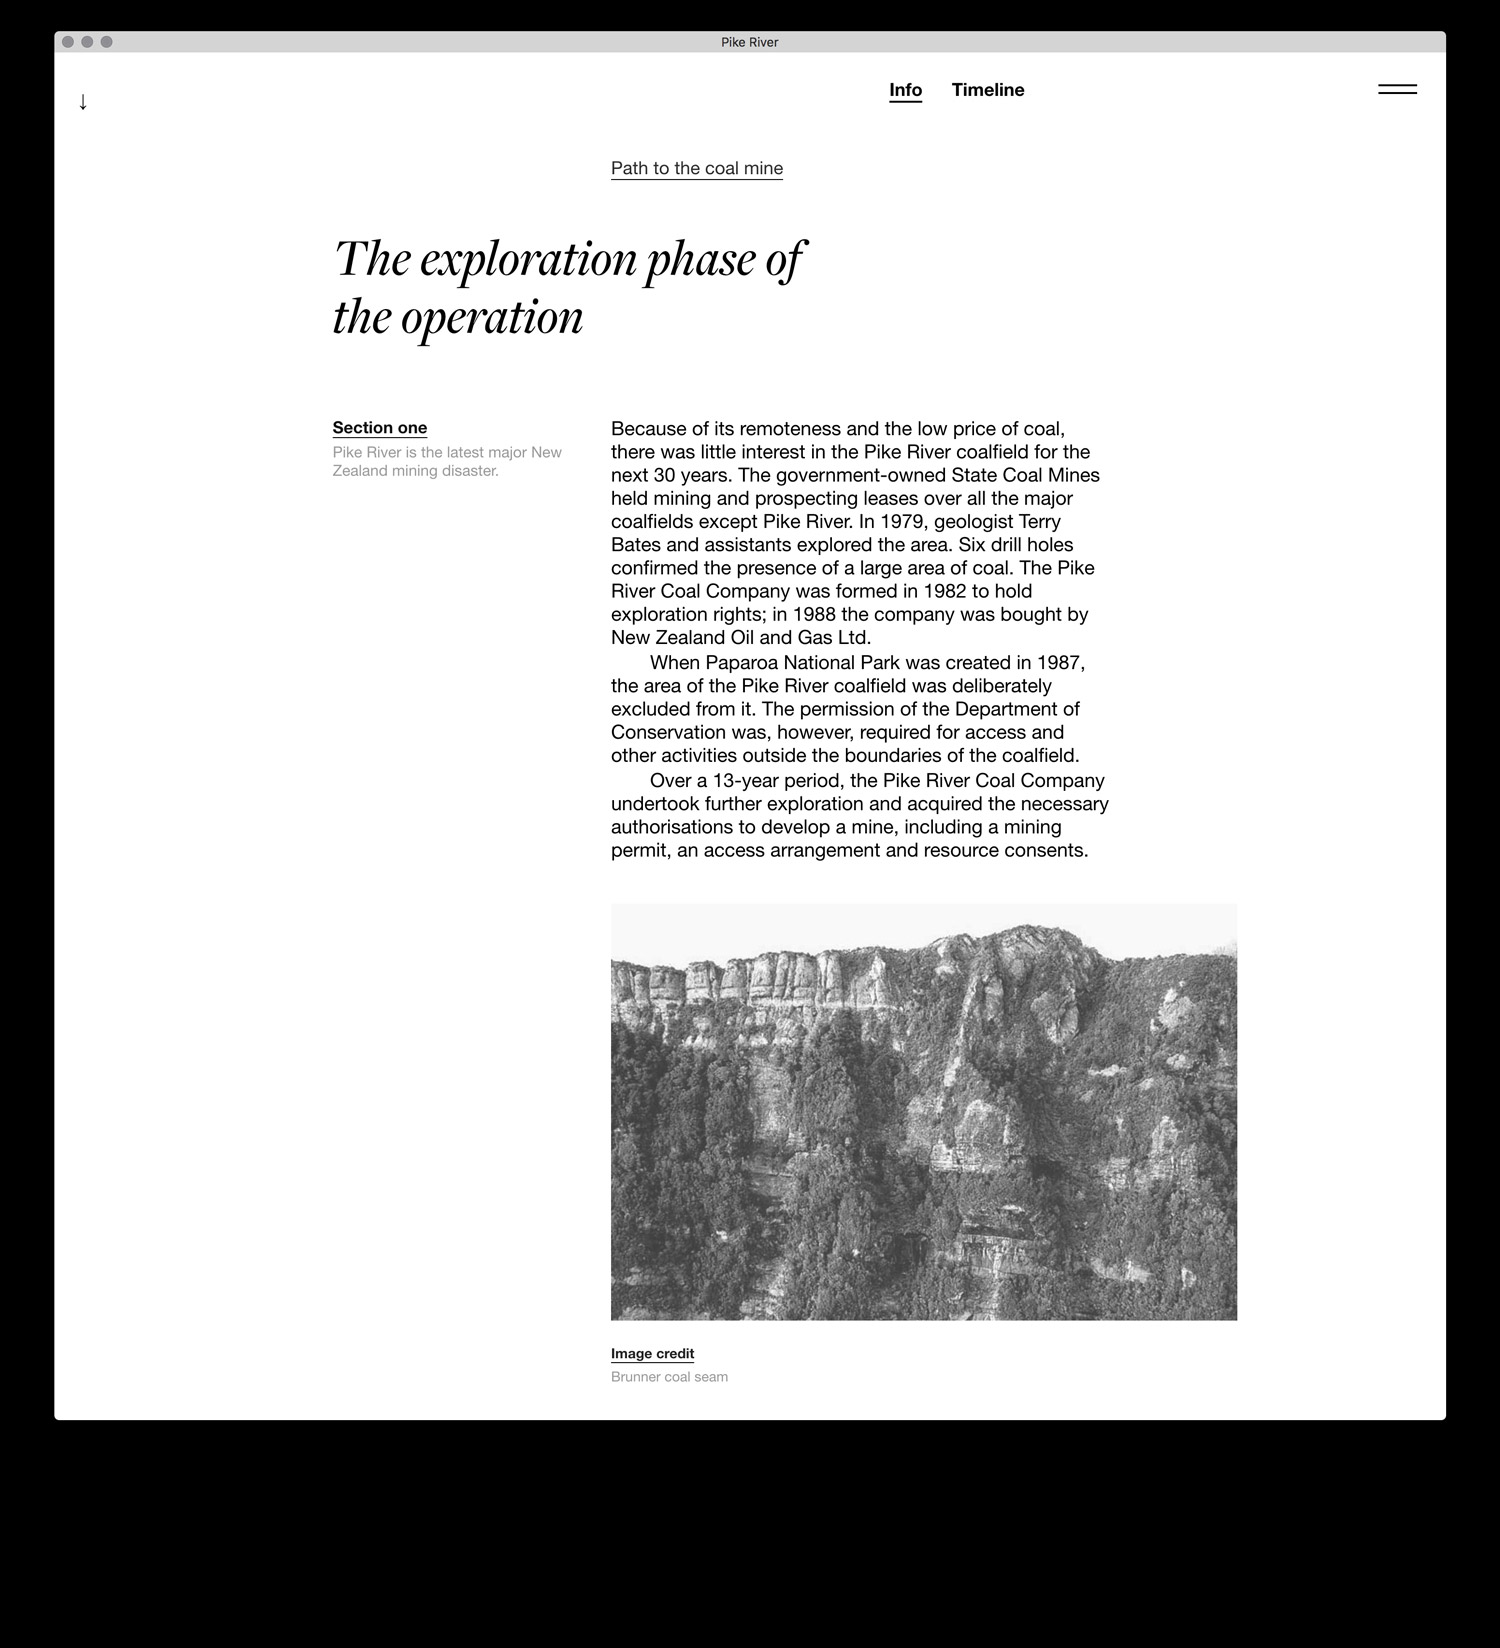 Pike River
↓
Info Timeline
Path to the coal mine
The exploration phase of
the operation
Section one
Pike River is the latest major New
Zealand mining disaster.
Because of its remoteness and the low price of coal,
there was little interest in the Pike River coalfield for the
next 30 years. The government-owned State Coal Mines
held mining and prospecting leases over all the major
coalfields except Pike River. In 1979, geologist Terry
Bates and assistants explored the area. Six drill holes
confirmed the presence of a large area of coal. The Pike
River Coal Company was formed in 1982 to hold
exploration rights; in 1988 the company was bought by
New Zealand Oil and Gas Ltd.
When Paparoa National Park was created in 1987,
the area of the Pike River coalfield was deliberately
excluded from it. The permission of the Department of
Conservation was, however, required for access and
other activities outside the boundaries of the coalfield.
Over a 13-year period, the Pike River Coal Company
undertook further exploration and acquired the necessary
authorisations to develop a mine, including a mining
permit, an access arrangement and resource consents.
Image credit
Brunner coal seam